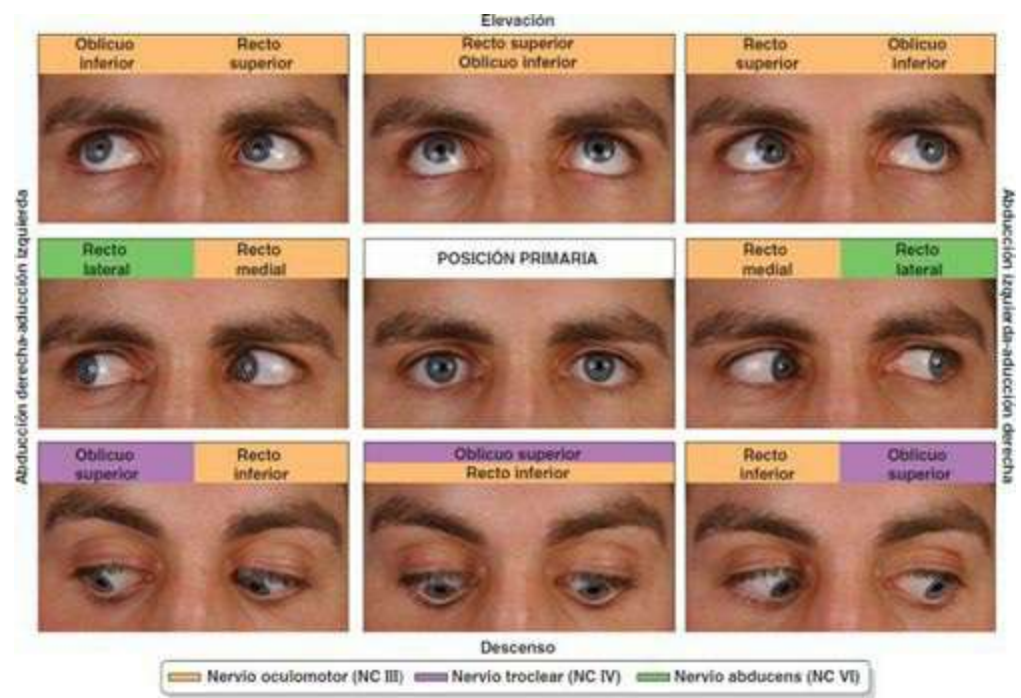 Elevación
Oblicuo
inferior
Recto
superior
Recto superior
Oblicuo inferior
Recto
superior
Oblicuo
inferior
Abducción derecha-aducción izquierda
Recto
lateral
Recto
medial
POSICIÓN PRIMARIA
Recto
medial
Recto
lateral
Abducción izquierda-aducción derecha
Oblicuo
superior
Recto
inferior
Oblicuo superior
Recto inferior
Recto
inferior
Oblicuo
superior
Descenso
Nervio oculomotor (NC III)
Nervio troclear (NC IV)
Nervio abducens (NC VI)